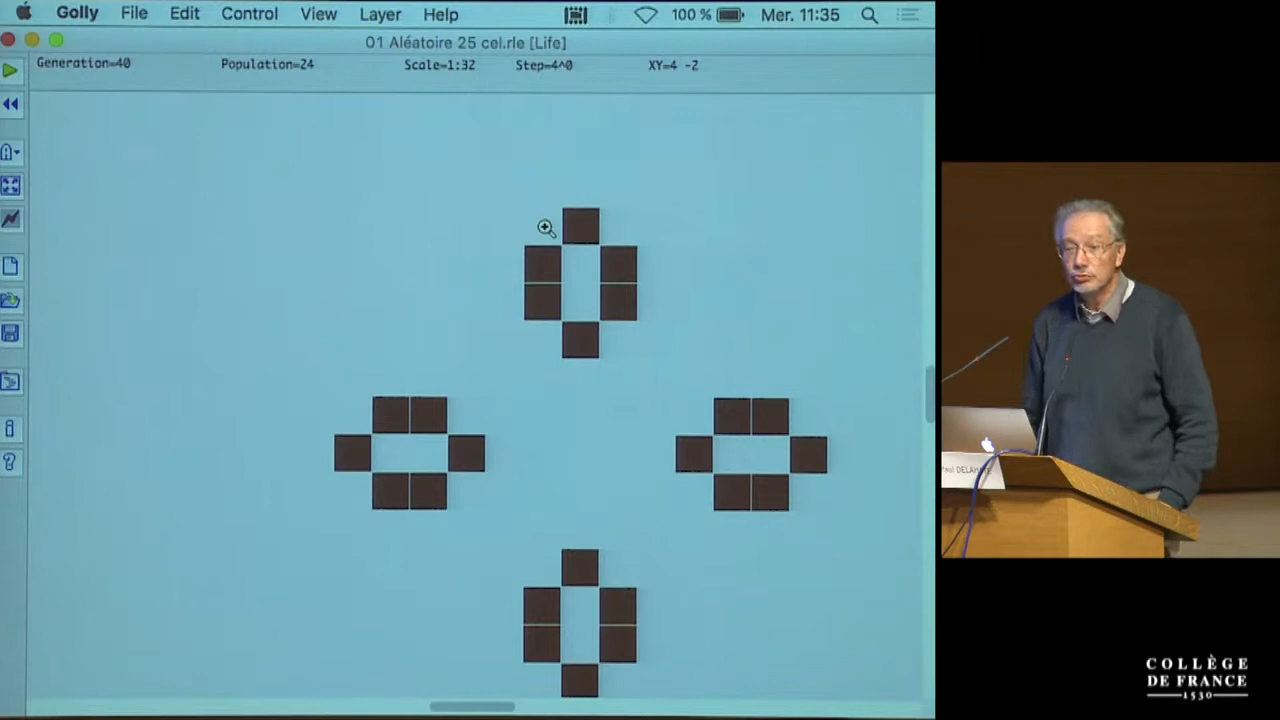 Golly File Edit Control View Layer Help 100 % Mer. 11:35
01 Aléatoire 25 cel.rle [Life]
Generation=40 Population=24 Scale=1:32 Step=4^0 XY=4 -2
COLLÈGE
DE FRANCE
1530